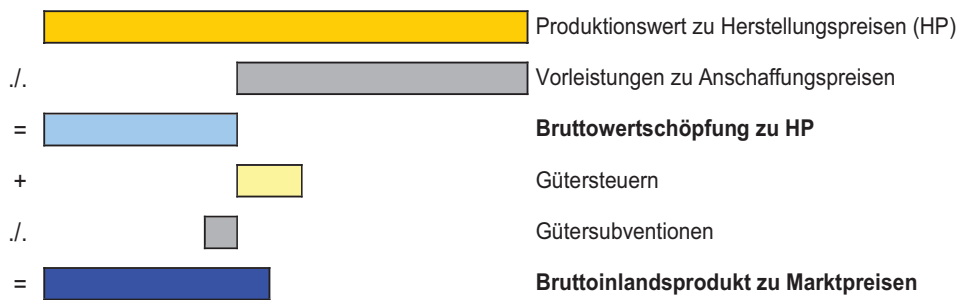 Produktionswert zu Herstellungspreisen (HP)
./. Vorleistungen zu Anschaffungspreisen
= Bruttowertschöpfung zu HP
+ Gütersteuern
./. Gütersubventionen
= Bruttoinlandsprodukt zu Marktpreisen